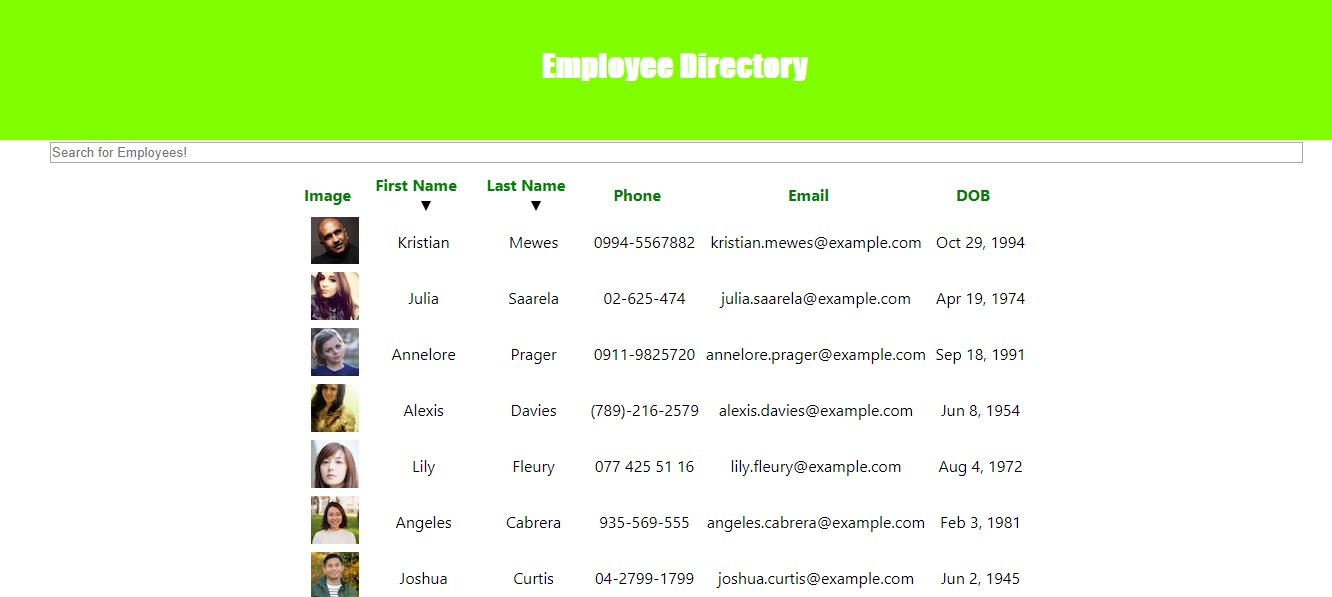 Employee Directory
Search for Employees!
Image First Name Last Name Phone Email DOB
▼ ▼
Kristian Mewes 0994-5567882 kristian.mewes@example.com Oct 29, 1994
Julia Saarela 02-625-474 julia.saarela@example.com Apr 19, 1974
Annelore Prager 0911-9825720 annelore.prager@example.com Sep 18, 1991
Alexis Davies (789)-216-2579 alexis.davies@example.com Jun 8, 1954
Lily Fleury 077 425 51 16 lily.fleury@example.com Aug 4, 1972
Angeles Cabrera 935-569-555 angeles.cabrera@example.com Feb 3, 1981
Joshua Curtis 04-2799-1799 joshua.curtis@example.com Jun 2, 1945